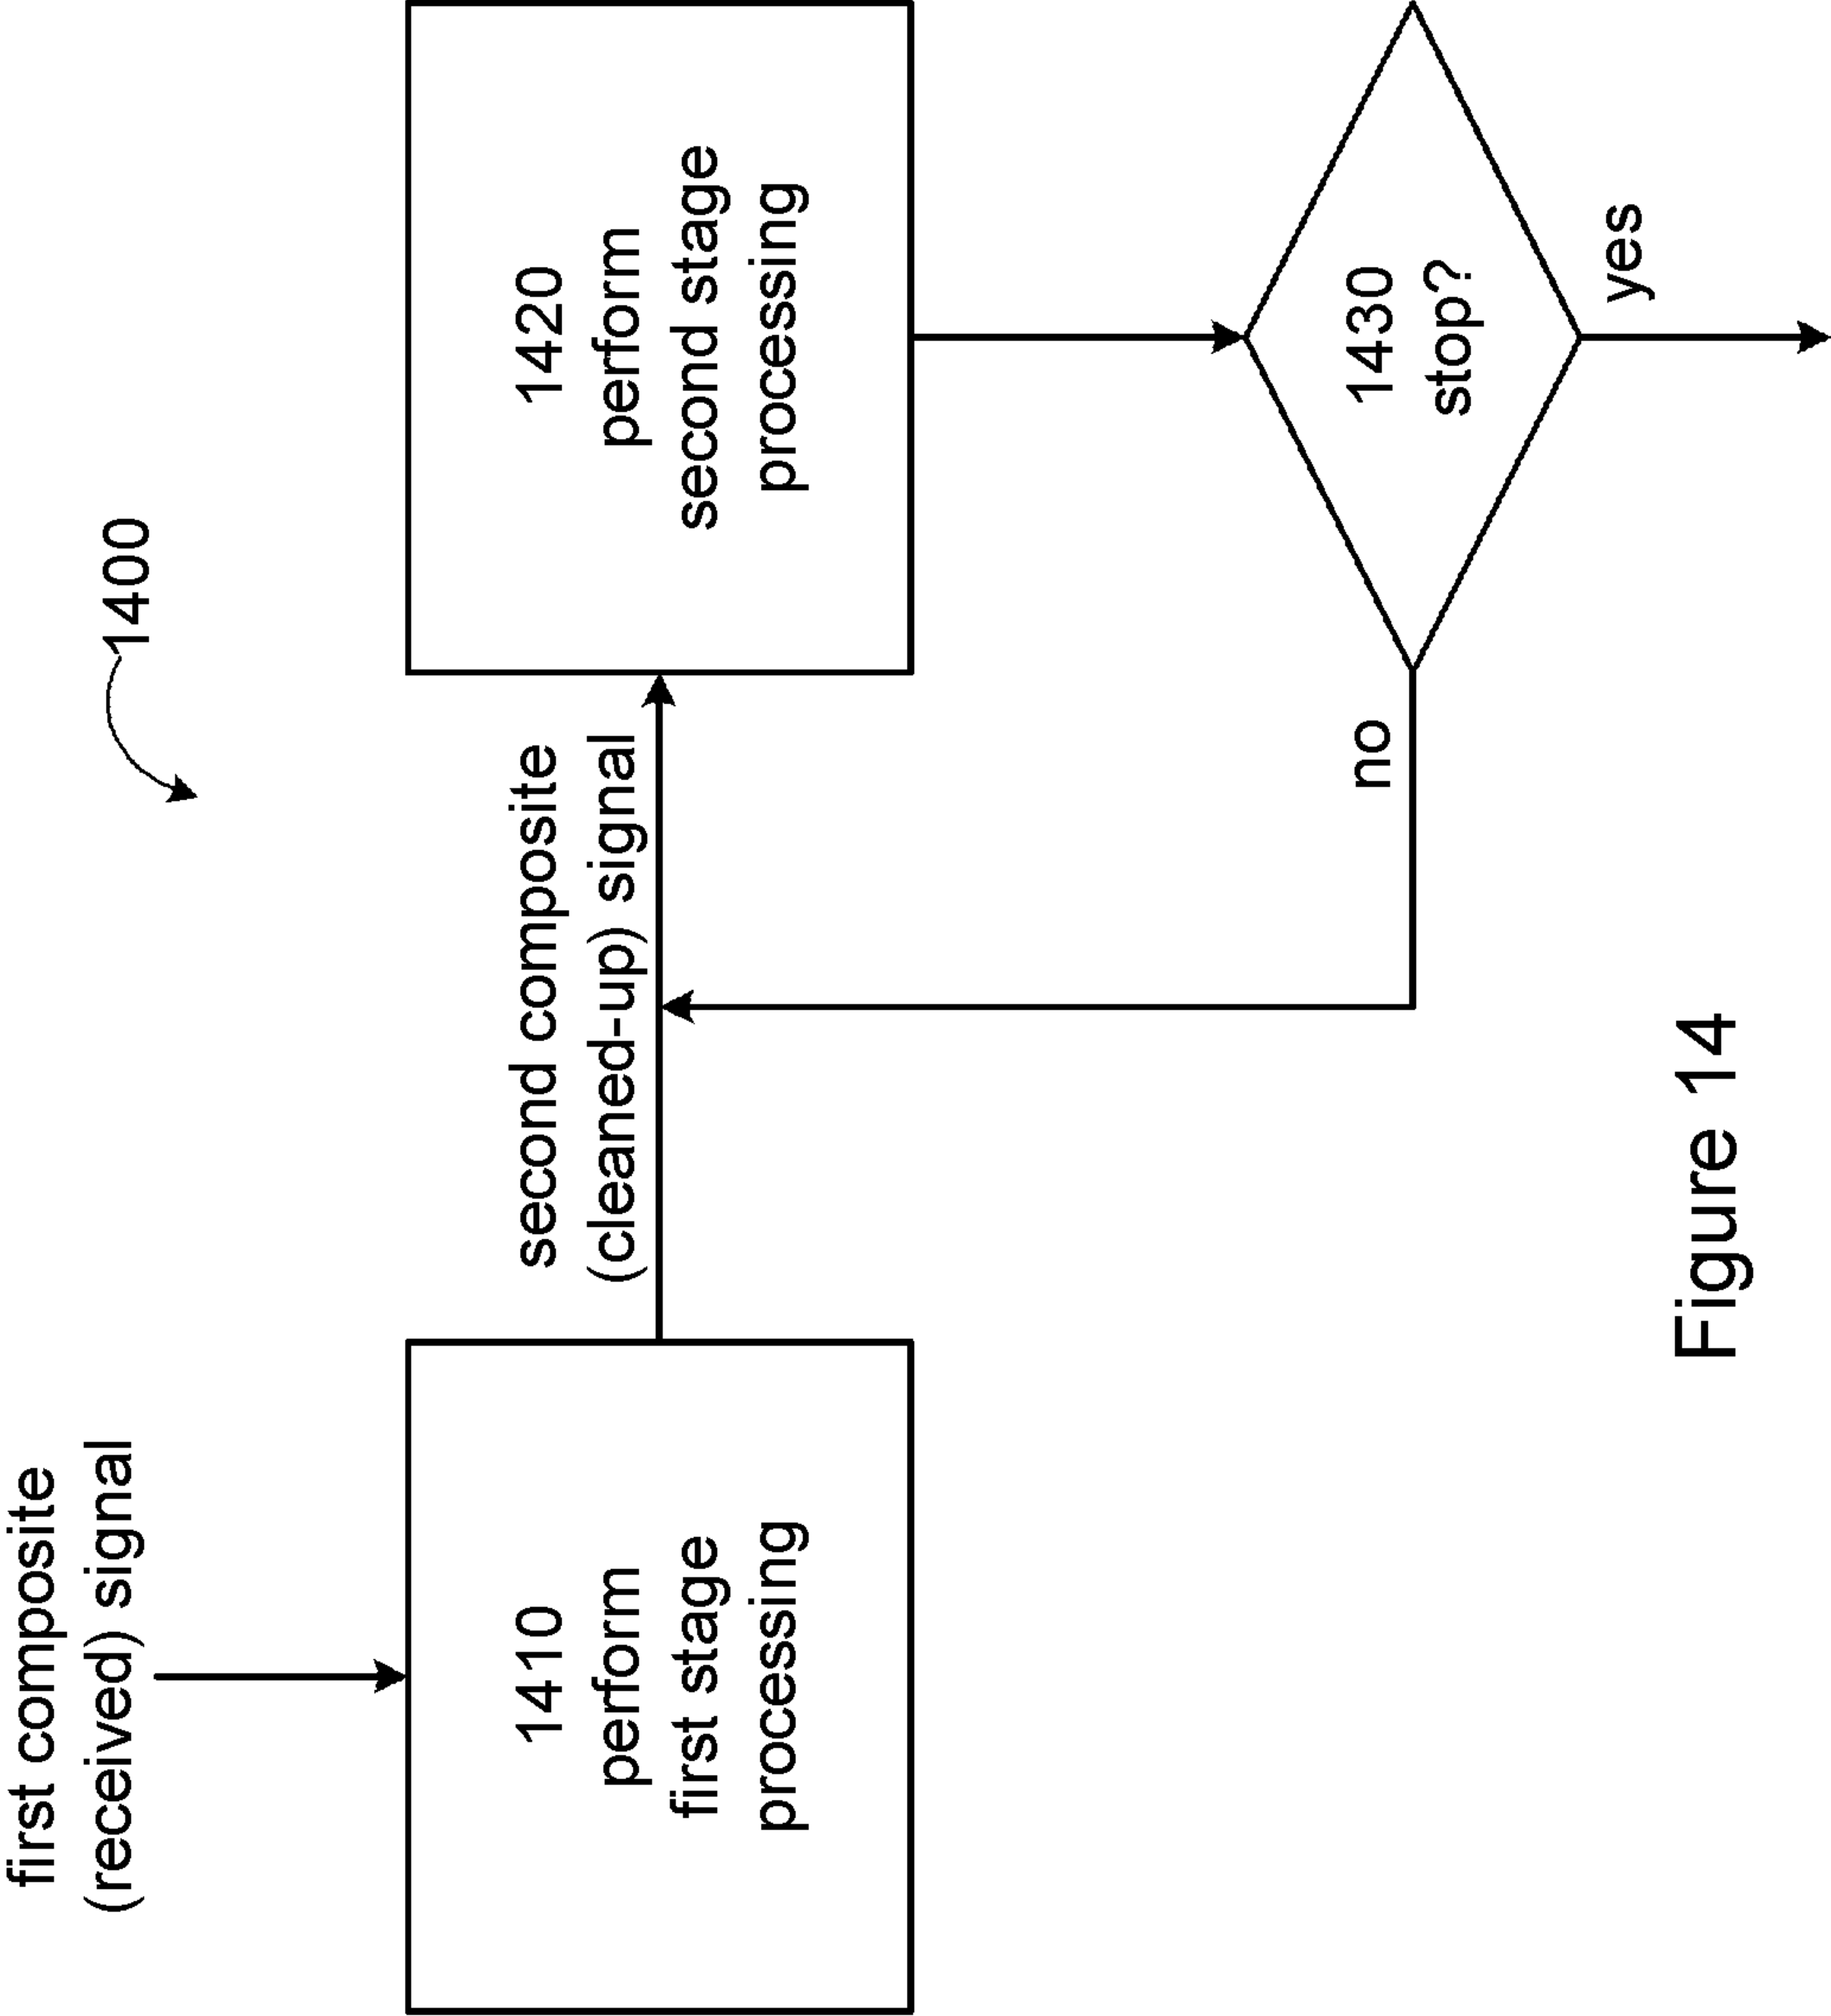 1400
first composite
(received) signal
1410
perform
first stage
processing
second composite
(cleaned-up) signal
1420
perform
second stage
processing
1430
stop?
no
yes
Figure 14